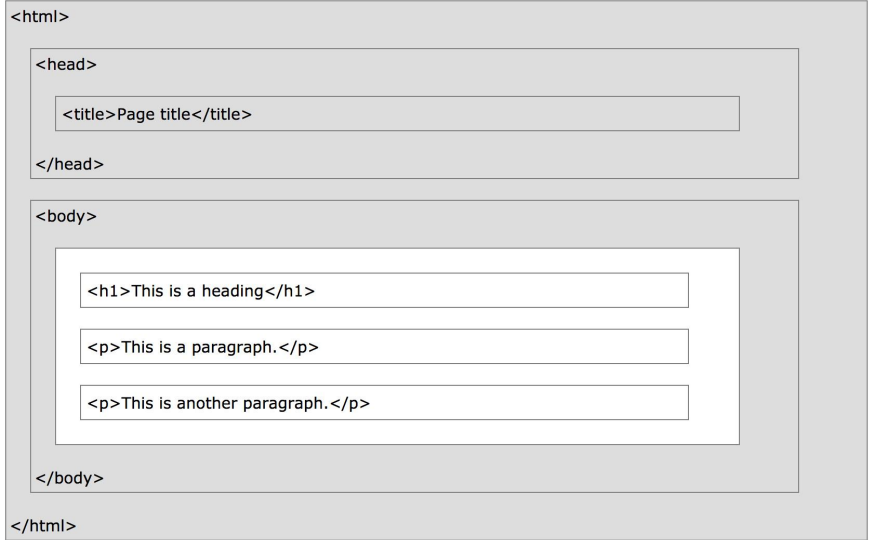 <html>
<head>
<title>Page title</title>
</head>
<body>
<h1>This is a heading</h1>
<p>This is a paragraph.</p>
<p>This is another paragraph.</p>
</body>
</html>